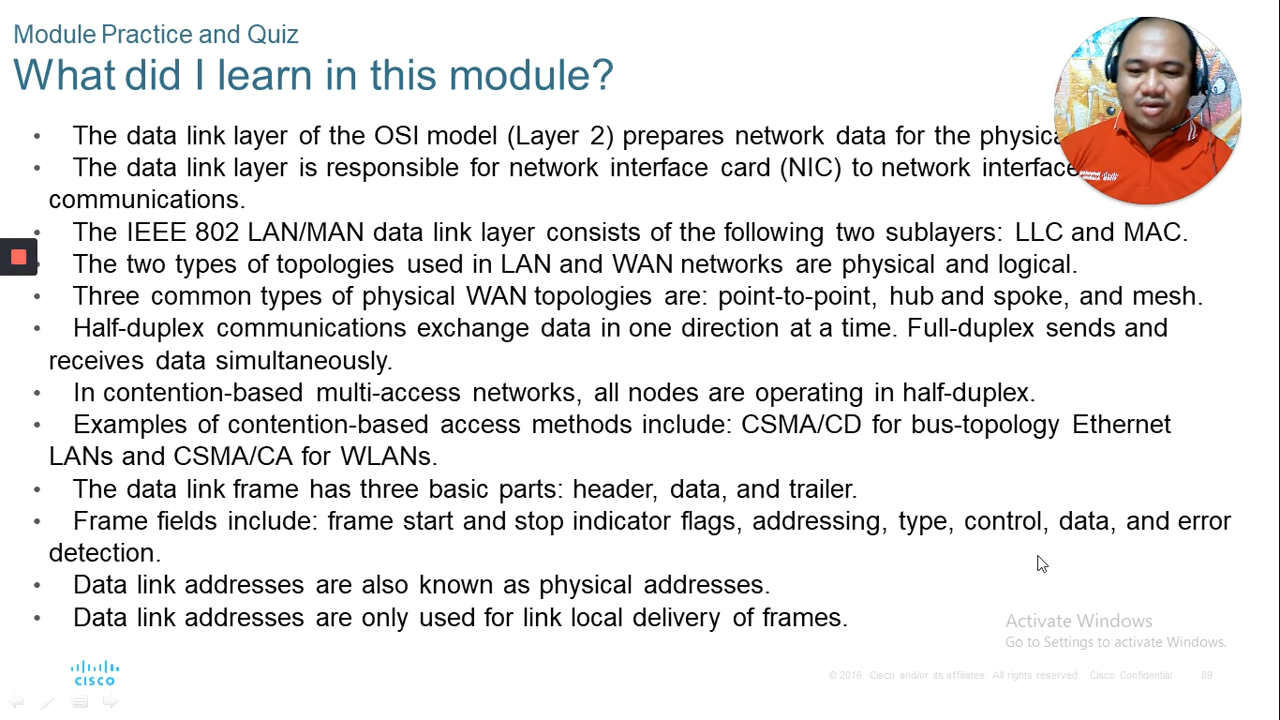 Module Practice and Quiz
What did I learn in this module?
• The data link layer of the OSI model (Layer 2) prepares network data for the
• The data link layer is responsible for network interface card (NIC) to network interface
communications.
• The IEEE 802 LAN/MAN data link layer consists of the following two sublayers: LLC and MAC.
• The two types of topologies used in LAN and WAN networks are physical and logical.
• Three common types of physical WAN topologies are: point-to-point, hub and spoke, and mesh.
• Half-duplex communications exchange data in one direction at a time. Full-duplex sends and
receives data simultaneously.
• In contention-based multi-access networks, all nodes are operating in half-duplex.
• Examples of contention-based access methods include: CSMA/CD for bus-topology Ethernet
LANs and CSMA/CA for WLANs.
• The data link frame has three basic parts: header, data, and trailer.
• Frame fields include: frame start and stop indicator flags, addressing, type, control, data, and error
detection.
• Data link addresses are also known as physical addresses.
• Data link addresses are only used for link local delivery of frames.
Activate Windows
Go to Settings to activate Windows.
CISCO
© 2016 Cisco and/or its affiliates. All rights reserved. Cisco Confidential 89